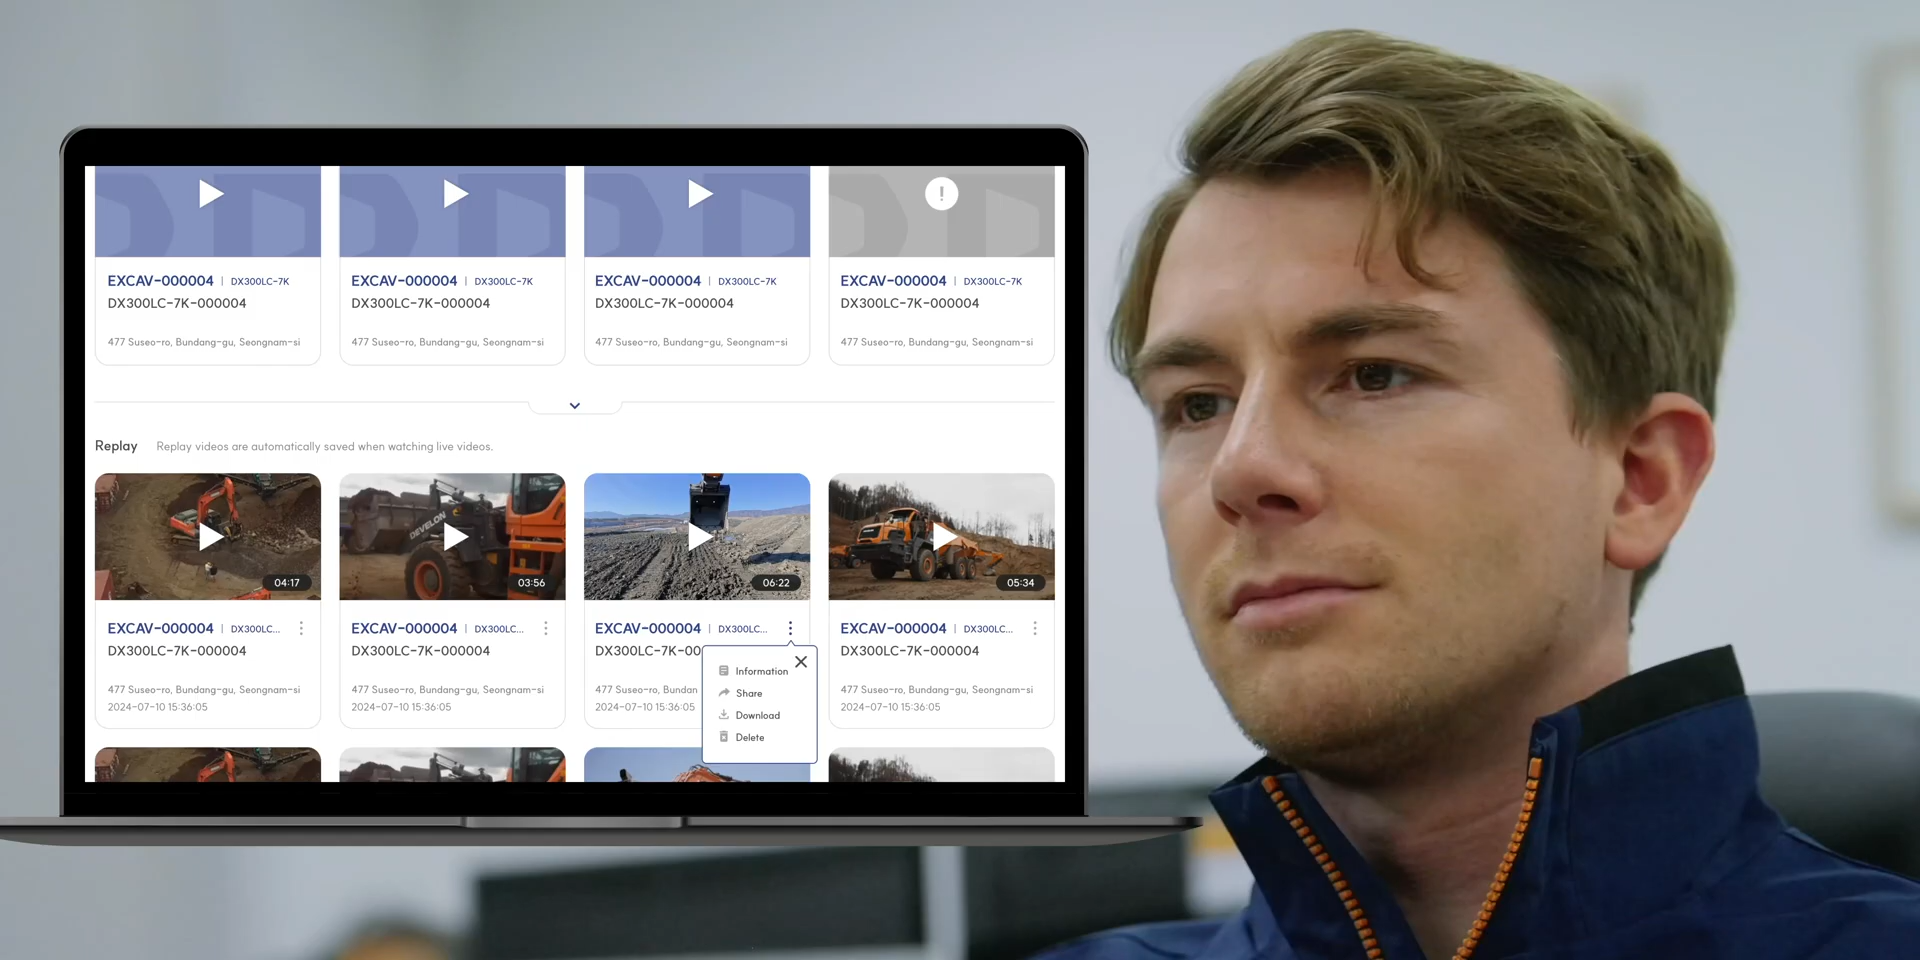 !
EXCAV-000004 | DX300LC-7K
DX300LC-7K-000004
477 Suseo-ro, Bundang-gu, Seongnam-si
EXCAV-000004 | DX300LC-7K
DX300LC-7K-000004
477 Suseo-ro, Bundang-gu, Seongnam-si
EXCAV-000004 | DX300LC-7K
DX300LC-7K-000004
477 Suseo-ro, Bundang-gu, Seongnam-si
EXCAV-000004 | DX300LC-7K
DX300LC-7K-000004
477 Suseo-ro, Bundang-gu, Seongnam-si
Replay Replay videos are automatically saved when watching live videos.
04:17
EXCAV-000004 | DX300LC...
DX300LC-7K-000004
477 Suseo-ro, Bundang-gu, Seongnam-si
2024-07-10 15:36:05
DEVELON
03:56
EXCAV-000004 | DX300LC...
DX300LC-7K-000004
477 Suseo-ro, Bundang-gu, Seongnam-si
2024-07-10 15:36:05
06:22
EXCAV-000004 | DX300LC...
DX300LC-7K-00
477 Suseo-ro, Bundan
2024-07-10 15:36:05
Information
Share
Download
Delete
05:34
EXCAV-000004 | DX300LC...
DX300LC-7K-000004
477 Suseo-ro, Bundang-gu, Seongnam-si
2024-07-10 15:36:05